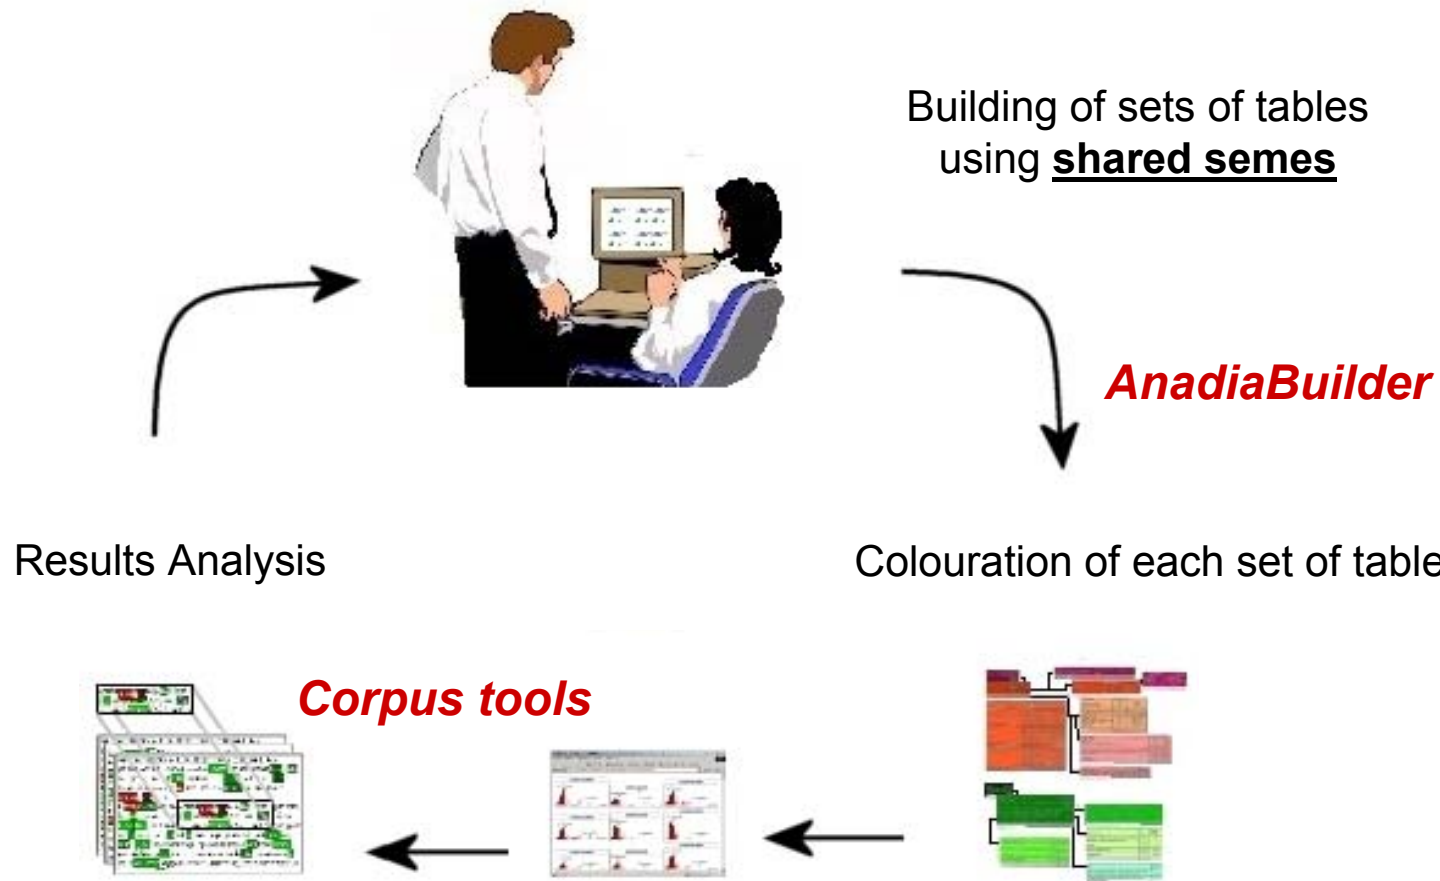 Building of sets of tables
using shared semes
AnadiaBuilder
Results Analysis
Colouration of each set of table
Corpus tools